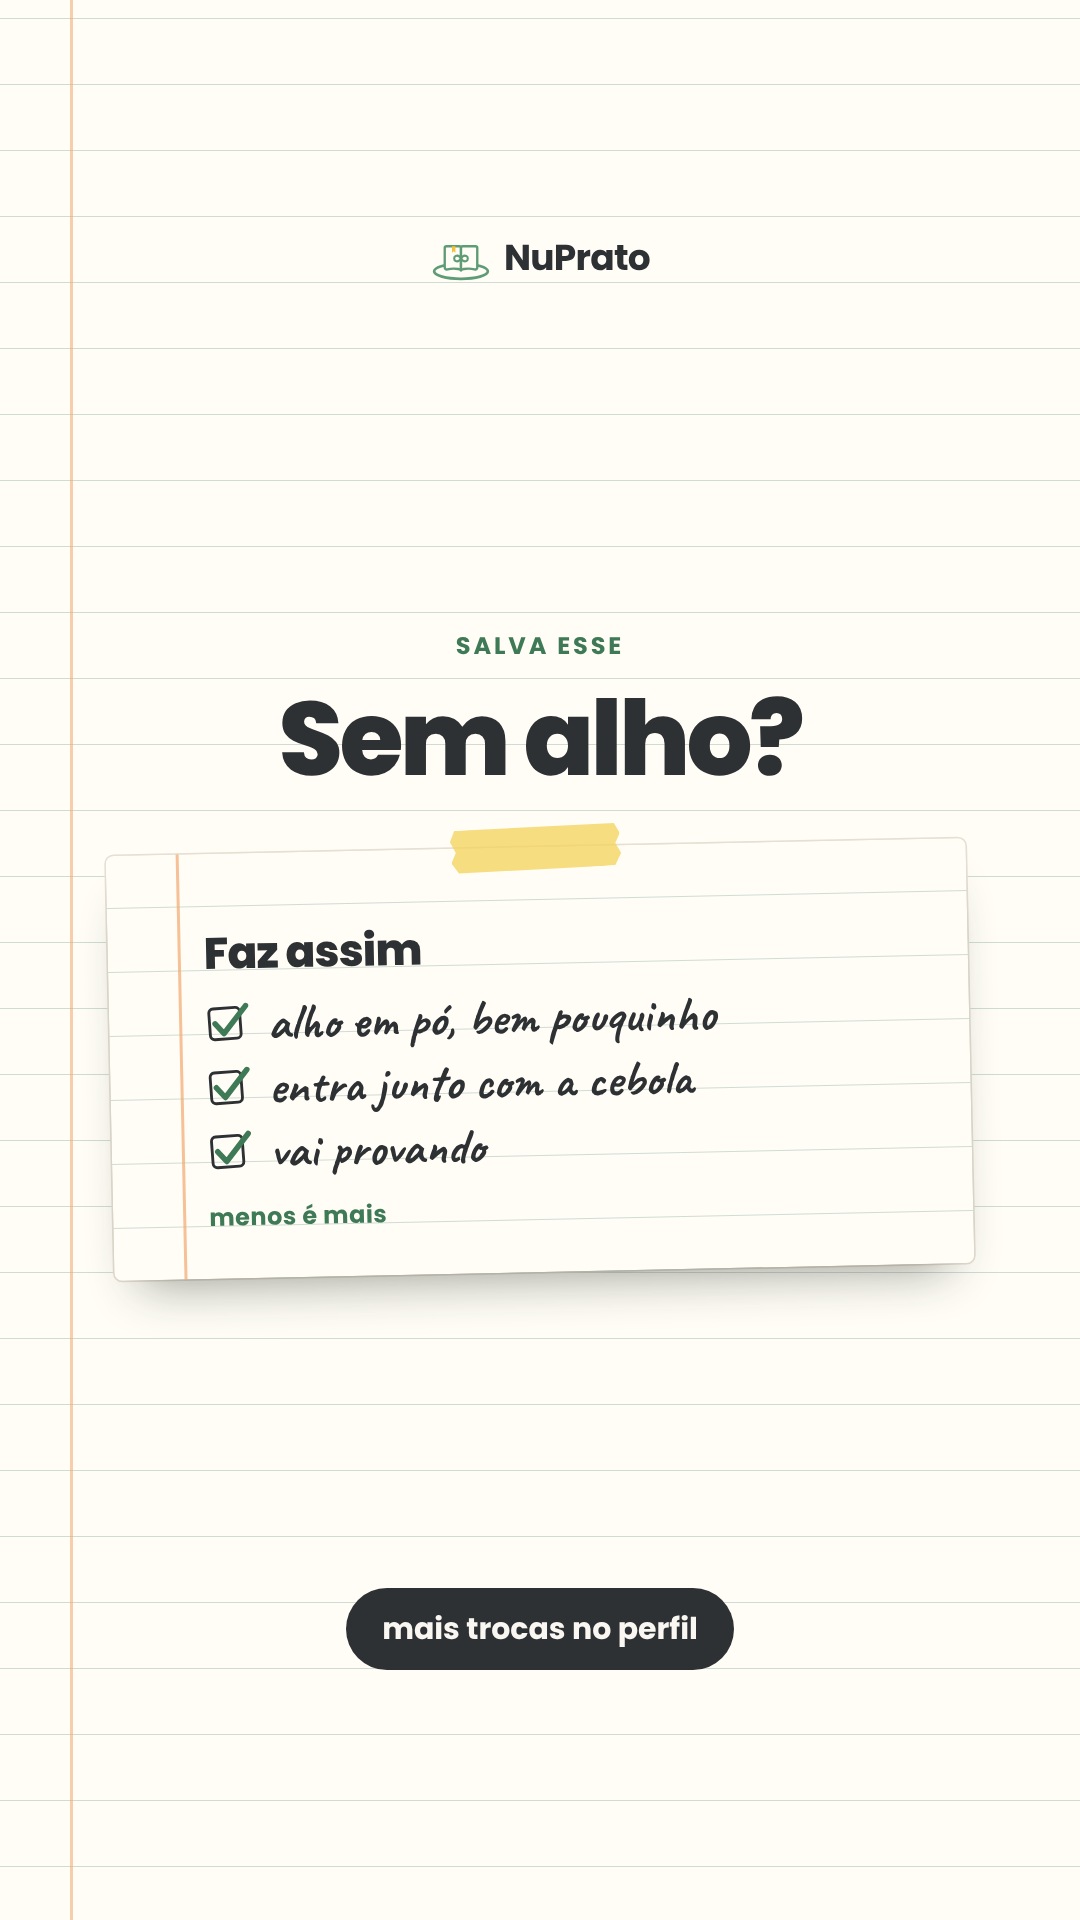 NuPrato
SALVA ESSE
Sem alho?
Faz assim
alho em pó, bem pouquinho
entra junto com a cebola
vai provando
menos é mais
mais trocas no perfil